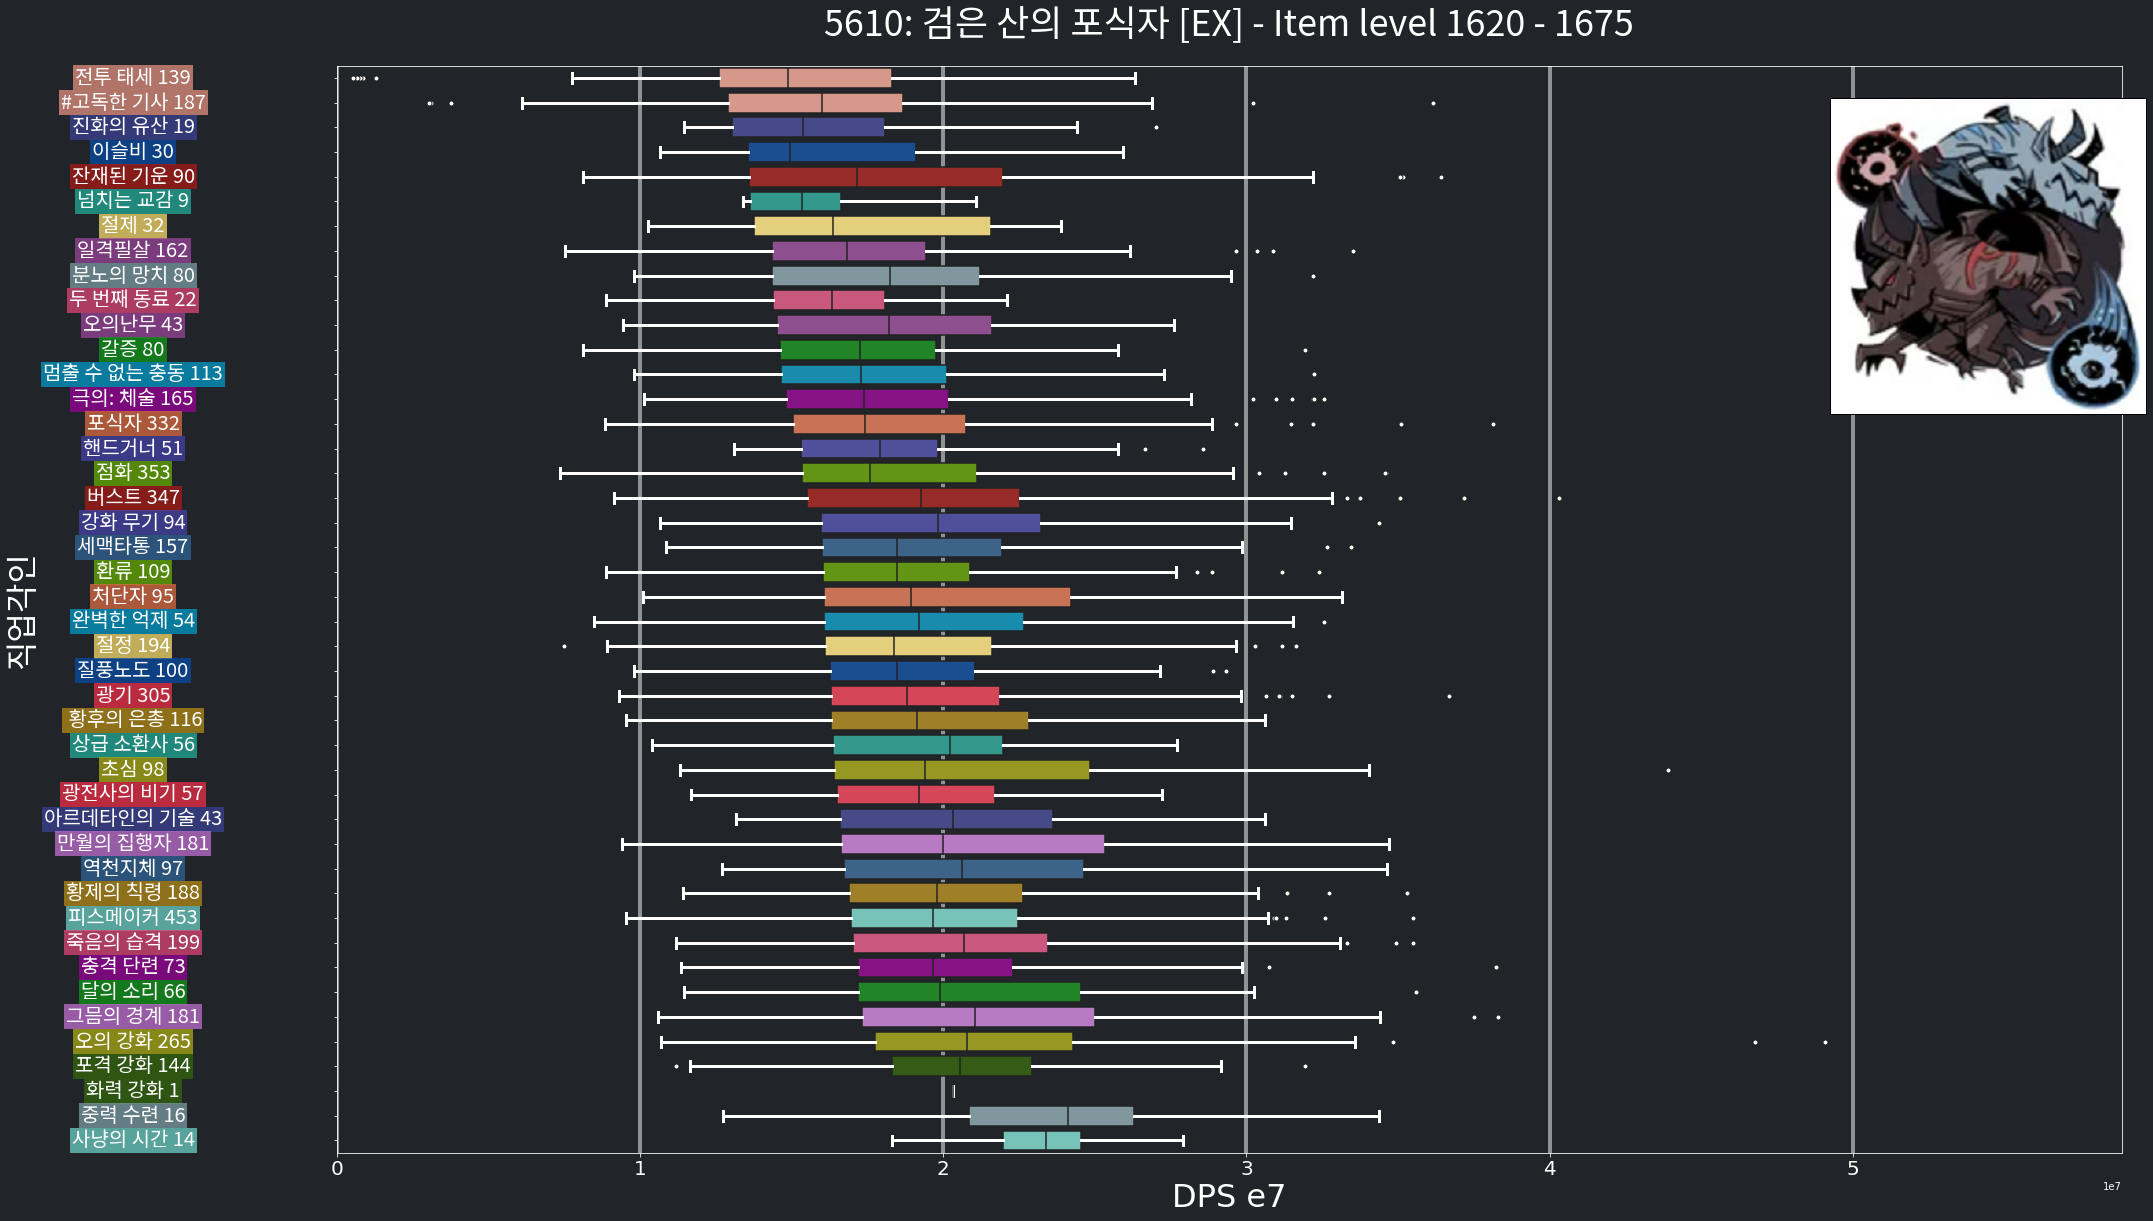 5610: 검은 산의 포식자 [EX] - Item level 1620 - 1675
전투 태세 139
#고독한 기사 187
진화의 유산 19
이슬비 30
잔재된 기운 90
넘치는 교감 9
절제 32
일격필살 162
분노의 망치 80
두 번째 동료 22
오의난무 43
갈증 80
멈출 수 없는 충동 113
극의: 체술 165
포식자 332
핸드거너 51
점화 353
버스트 347
강화 무기 94
세맥타통 157
환류 109
처단자 95
완벽한 억제 54
절정 194
질풍노도 100
광기 305
황후의 은총 116
상급 소환사 56
초심 98
광전사의 비기 57
아르데타인의 기술 43
만월의 집행자 181
역천지체 97
황제의 칙령 188
피스메이커 453
죽음의 습격 199
충격 단련 73
달의 소리 66
그믐의 경계 181
오의 강화 265
포격 강화 144
화력 강화 1
중력 수련 16
사냥의 시간 14
직업각인
0 1 2 3 4 5
DPS e7
1e7